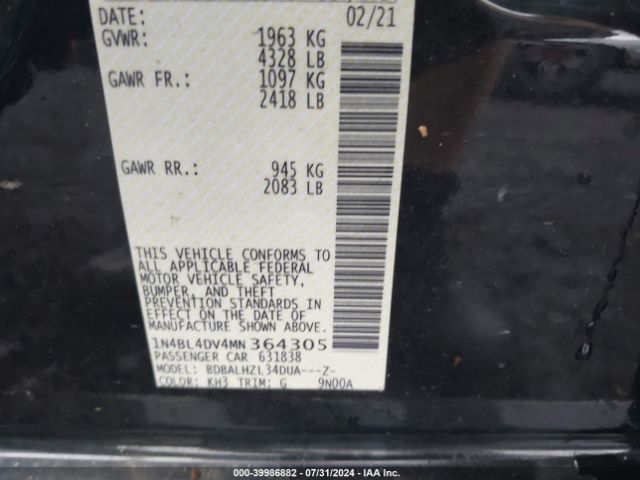 DATE: 02/21
GVWR: 1963 KG
4328 LB
GAWR FR.: 1097 KG
2418 LB
GAWR RR.: 945 KG
2083 LB
THIS VEHICLE CONFORMS TO
ALL APPLICABLE FEDERAL
MOTOR VEHICLE SAFETY,
BUMPER, AND THEFT
PREVENTION STANDARDS IN
EFFECT ON THE DATE OF
MANUFACTURE SHOWN ABOVE.
1N4BL4DV4MN 364305
PASSENGER CAR 631838
MODEL: BDBALHZL34DUA---Z-
COLOR: KH3 TRIM: G 9N00A
000-39986882 / 07/31/2024 - IAA Inc.